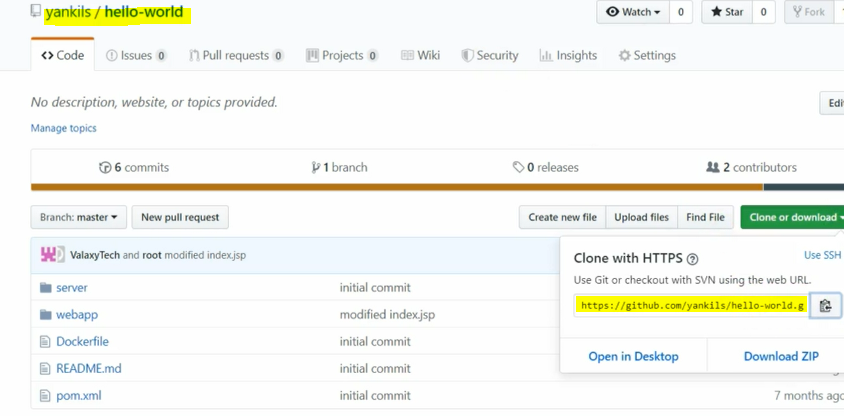 yankils / hello-world
Watch 0 Star 0 Fork
Code Issues 0 Pull requests 0 Projects 0 Wiki Security Insights Settings
No description, website, or topics provided.
Manage topics
6 commits 1 branch 0 releases 2 contributors
Branch: master New pull request Create new file Upload files Find File Clone or download
ValaxyTech and root modified index.jsp
Clone with HTTPS Use SSH
Use Git or checkout with SVN using the web URL.
https://github.com/yankils/hello-world.g
Open in Desktop Download ZIP
server initial commit
webapp modified index.jsp
Dockerfile initial commit
README.md initial commit
pom.xml initial commit 7 months ago